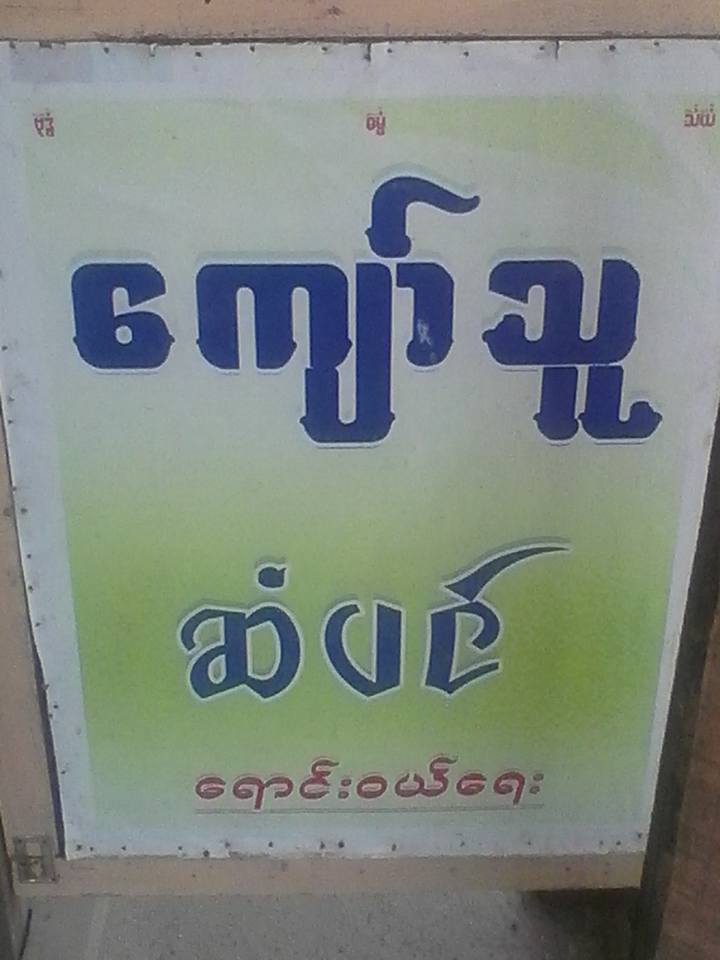 ဗုဒ္ဓံ ဓမ္မံ သံဃံ
ကျော်သူ
ဆံပင်
ရောင်းဝယ်ရေး